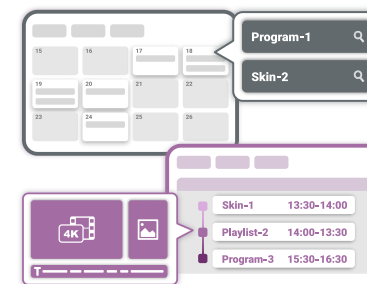 Program-1
15 16 17 18
Skin-2
19 20 21 22
23 24 25 26
Skin-1 13:30-14:00
4K
Playlist-2 14:00-13:30
T
Program-3 15:30-16:30